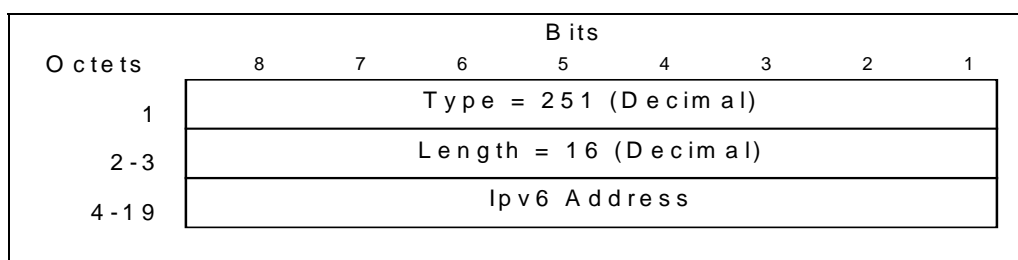 Bits
Octets 8 7 6 5 4 3 2 1
1 Type = 251 (Decimal)
2-3 Length = 16 (Decimal)
4-19 Ipv6 Address